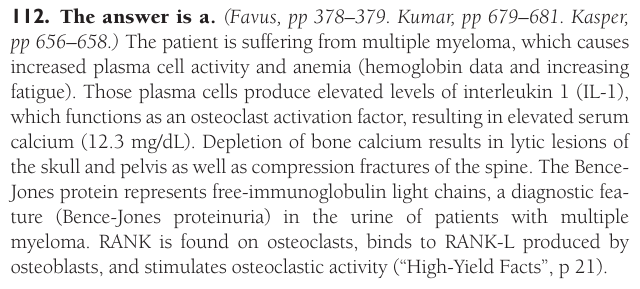 112. The answer is a. (Favus, pp 378–379. Kumar, pp 679–681. Kasper,
pp 656–658.) The patient is suffering from multiple myeloma, which causes
increased plasma cell activity and anemia (hemoglobin data and increasing
fatigue). Those plasma cells produce elevated levels of interleukin 1 (IL-1),
which functions as an osteoclast activation factor, resulting in elevated serum
calcium (12.3 mg/dL). Depletion of bone calcium results in lytic lesions of
the skull and pelvis as well as compression fractures of the spine. The Bence-
Jones protein represents free-immunoglobulin light chains, a diagnostic fea-
ture (Bence-Jones proteinuria) in the urine of patients with multiple
myeloma. RANK is found on osteoclasts, binds to RANK-L produced by
osteoblasts, and stimulates osteoclastic activity (“High-Yield Facts”, p 21).